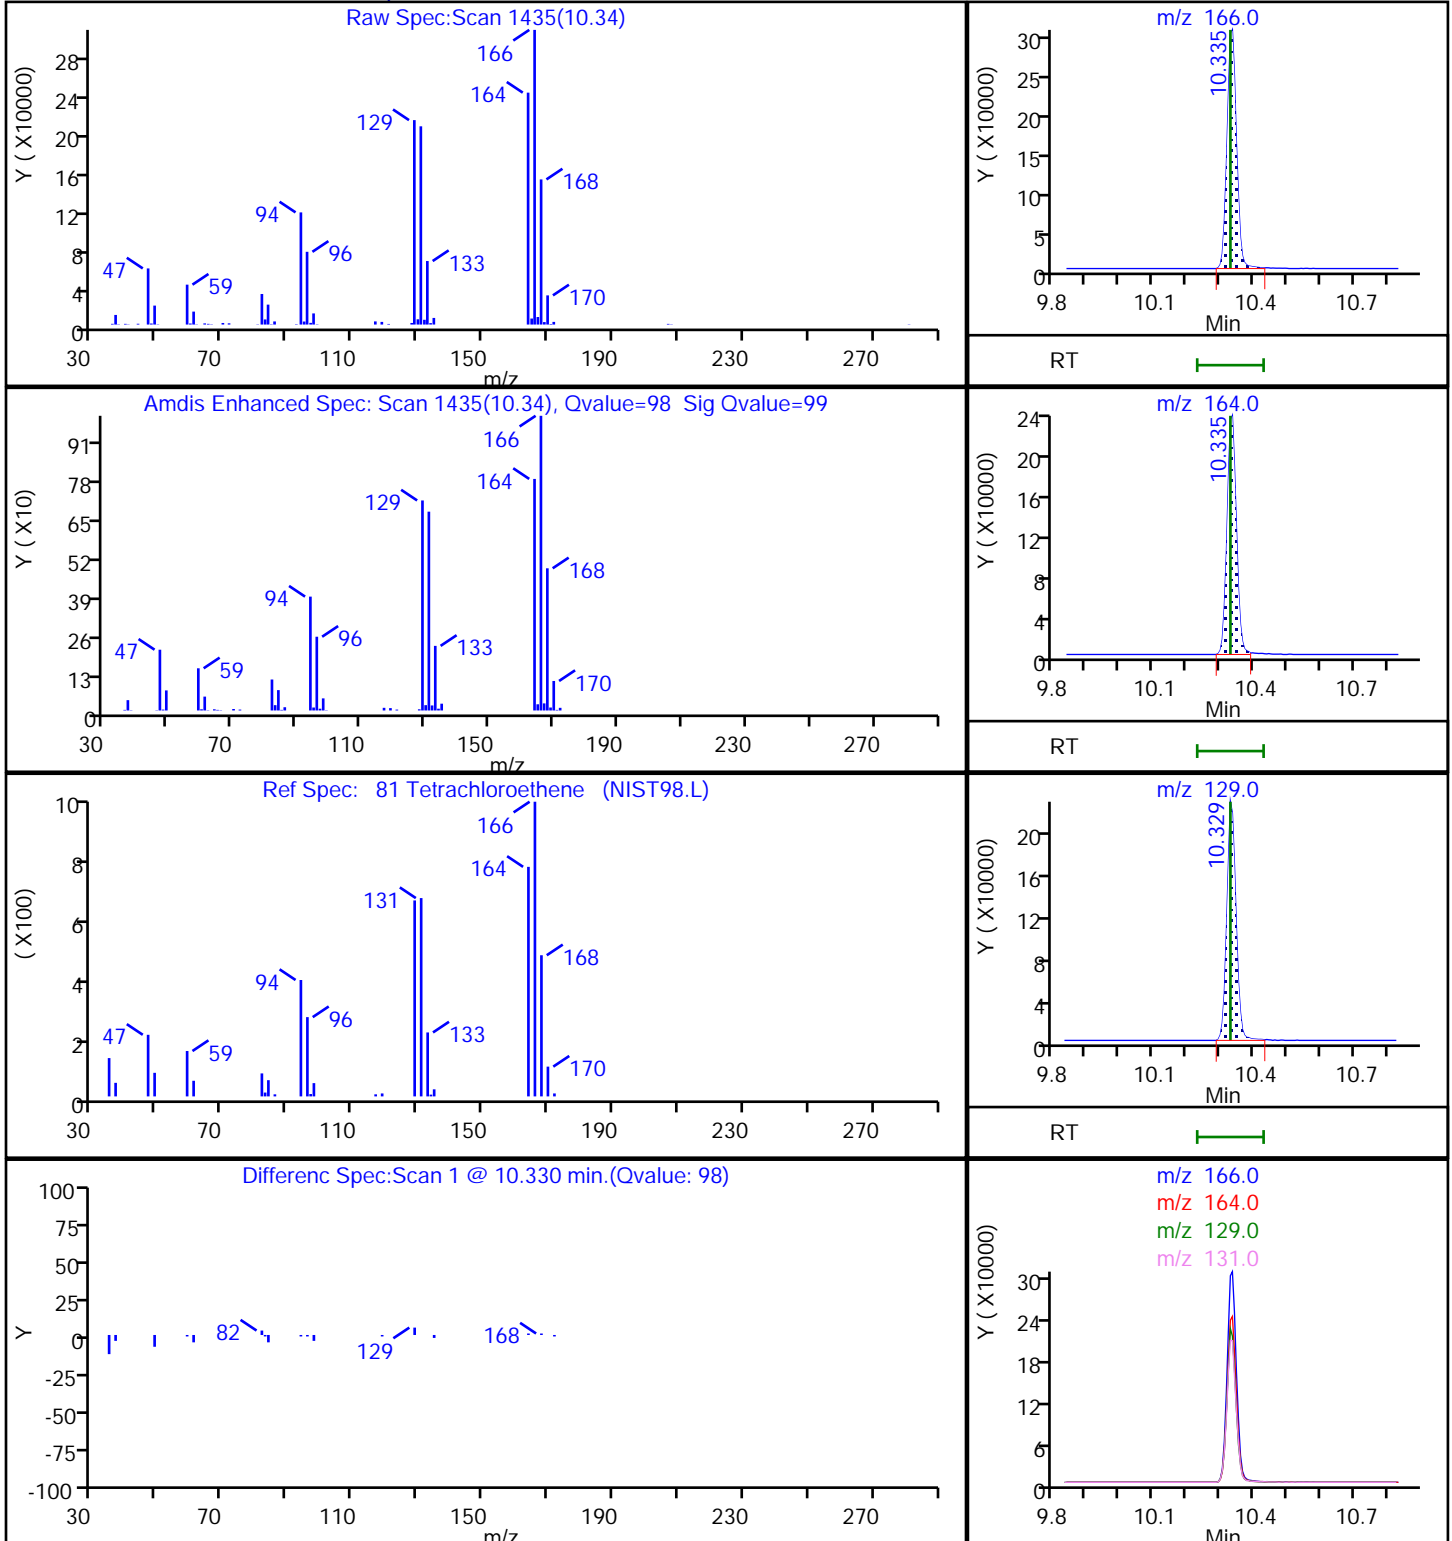 Raw Spec:Scan 1435(10.34)
Y ( X10000)
28
24
20
16
12
8
4
0
166
164
129
168
94
96
133
47
59
170
30 70 110 150 190 230 270
m/z
m/z 166.0
Y ( X10000)
30
25
20
15
10
5
0
10.335
9.8 10.1 10.4 10.7
Min
RT
Amdis Enhanced Spec: Scan 1435(10.34), Qvalue=98 Sig Qvalue=99
Y ( X10)
91
78
65
52
39
26
13
0
166
164
129
168
94
96
133
47
59
170
30 70 110 150 190 230 270
m/z
m/z 164.0
Y ( X10000)
24
20
16
12
8
4
0
10.335
9.8 10.1 10.4 10.7
Min
RT
Ref Spec: 81 Tetrachloroethene (NIST98.L)
( X100)
10
8
6
4
2
0
166
164
131
168
94
96
133
47
59
170
30 70 110 150 190 230 270
m/z 129.0
Y ( X10000)
20
16
12
8
4
0
10.329
9.8 10.1 10.4 10.7
Min
RT
Differenc Spec:Scan 1 @ 10.330 min.(Qvalue: 98)
Y
100
75
50
25
0
-25
-50
-75
-100
82
129
168
30 70 110 150 190 230 270
m/z
m/z 166.0
m/z 164.0
m/z 129.0
m/z 131.0
Y ( X10000)
30
24
18
12
6
0
9.8 10.1 10.4 10.7
Min